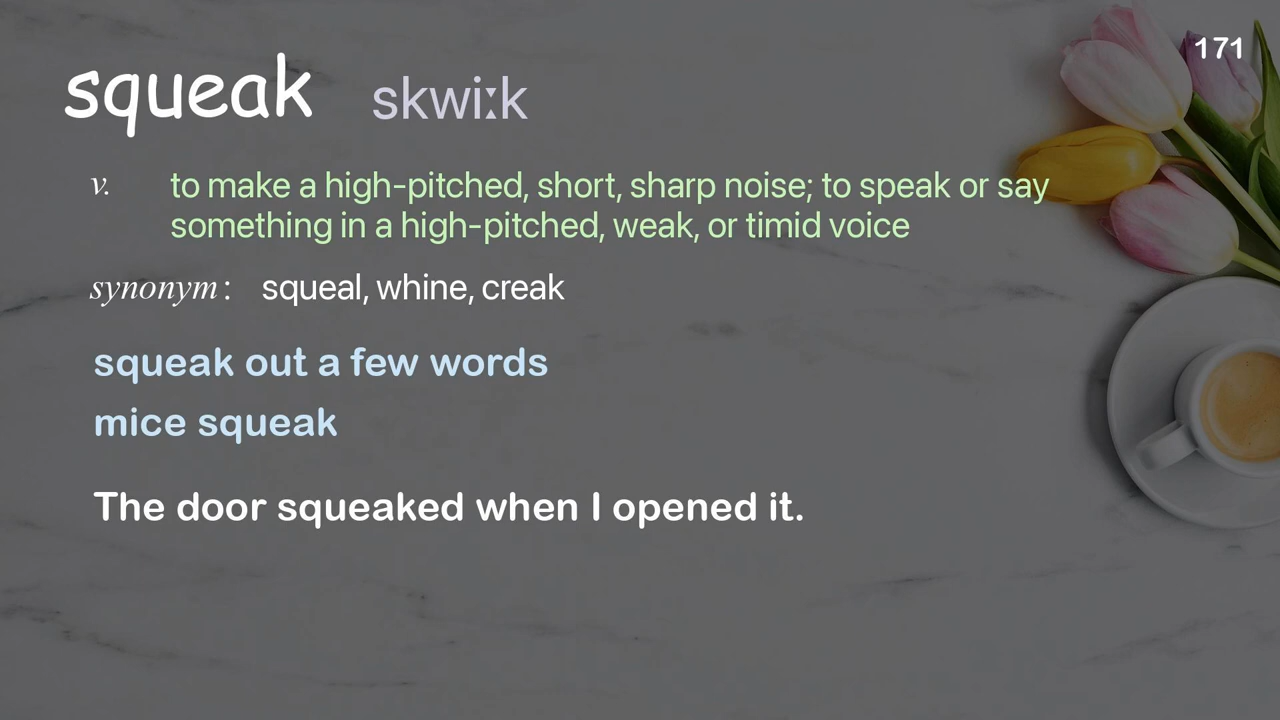 171
squeak skwiːk
v. to make a high-pitched, short, sharp noise; to speak or say
something in a high-pitched, weak, or timid voice
synonym: squeal, whine, creak
squeak out a few words
mice squeak
The door squeaked when I opened it.